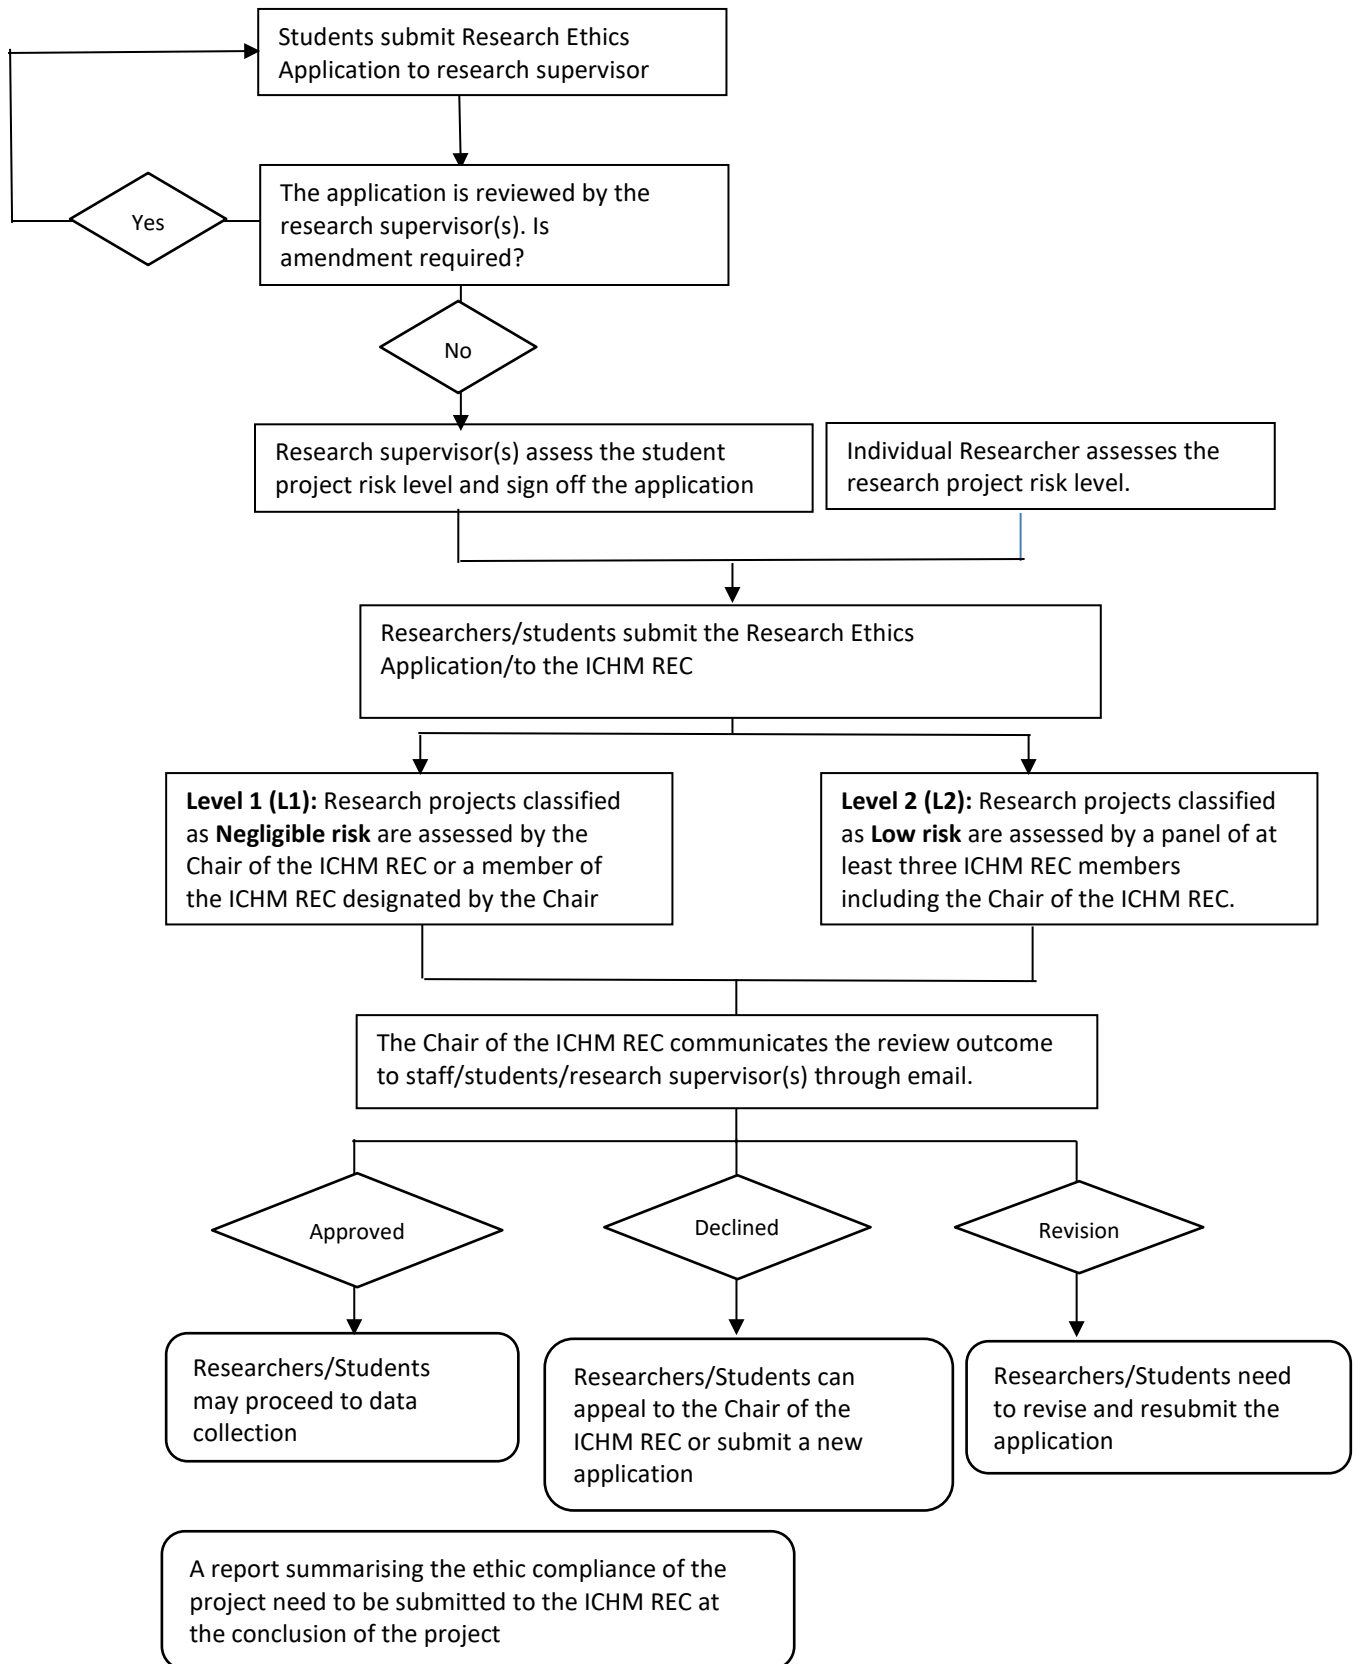 Students submit Research Ethics
Application to research supervisor
The application is reviewed by the
research supervisor(s). Is
amendment required?
Yes
No
Research supervisor(s) assess the student
project risk level and sign off the application
Individual Researcher assesses the
research project risk level.
Researchers/students submit the Research Ethics
Application/to the ICHM REC
Level 1 (L1): Research projects classified
as Negligible risk are assessed by the
Chair of the ICHM REC or a member of
the ICHM REC designated by the Chair
Level 2 (L2): Research projects classified
as Low risk are assessed by a panel of at
least three ICHM REC members
including the Chair of the ICHM REC.
The Chair of the ICHM REC communicates the review outcome
to staff/students/research supervisor(s) through email.
Approved
Declined
Revision
Researchers/Students
may proceed to data
collection
Researchers/Students can
appeal to the Chair of the
ICHM REC or submit a new
application
Researchers/Students need
to revise and resubmit the
application
A report summarising the ethic compliance of the
project need to be submitted to the ICHM REC at
the conclusion of the project